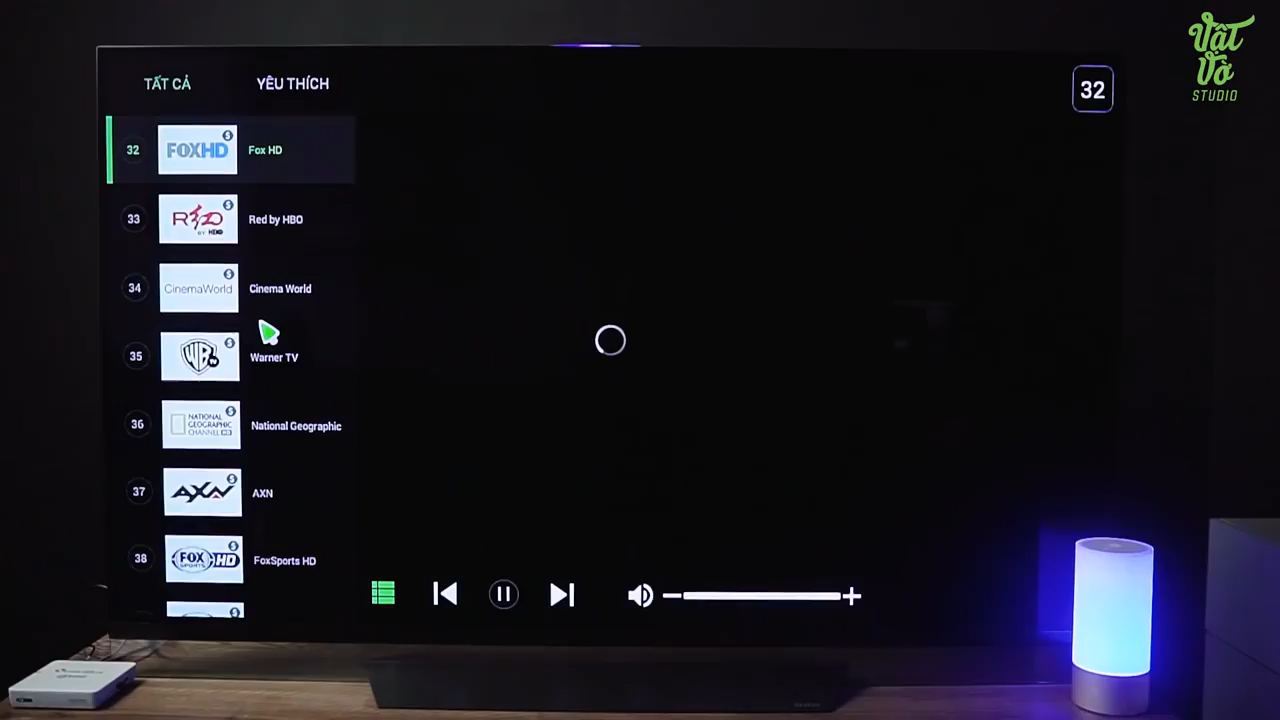 TẤT CẢ
YÊU THÍCH
32
Vật
Vờ
STUDIO
32
FOXHD
Fox HD
33
RED
BY HBO
Red by HBO
34
CinemaWorld
Cinema World
35
WB
TV
Warner TV
36
NATIONAL
GEOGRAPHIC
CHANNEL HD
National Geographic
37
AXN
AXN
38
FOX
SPORTS
HD
FoxSports HD